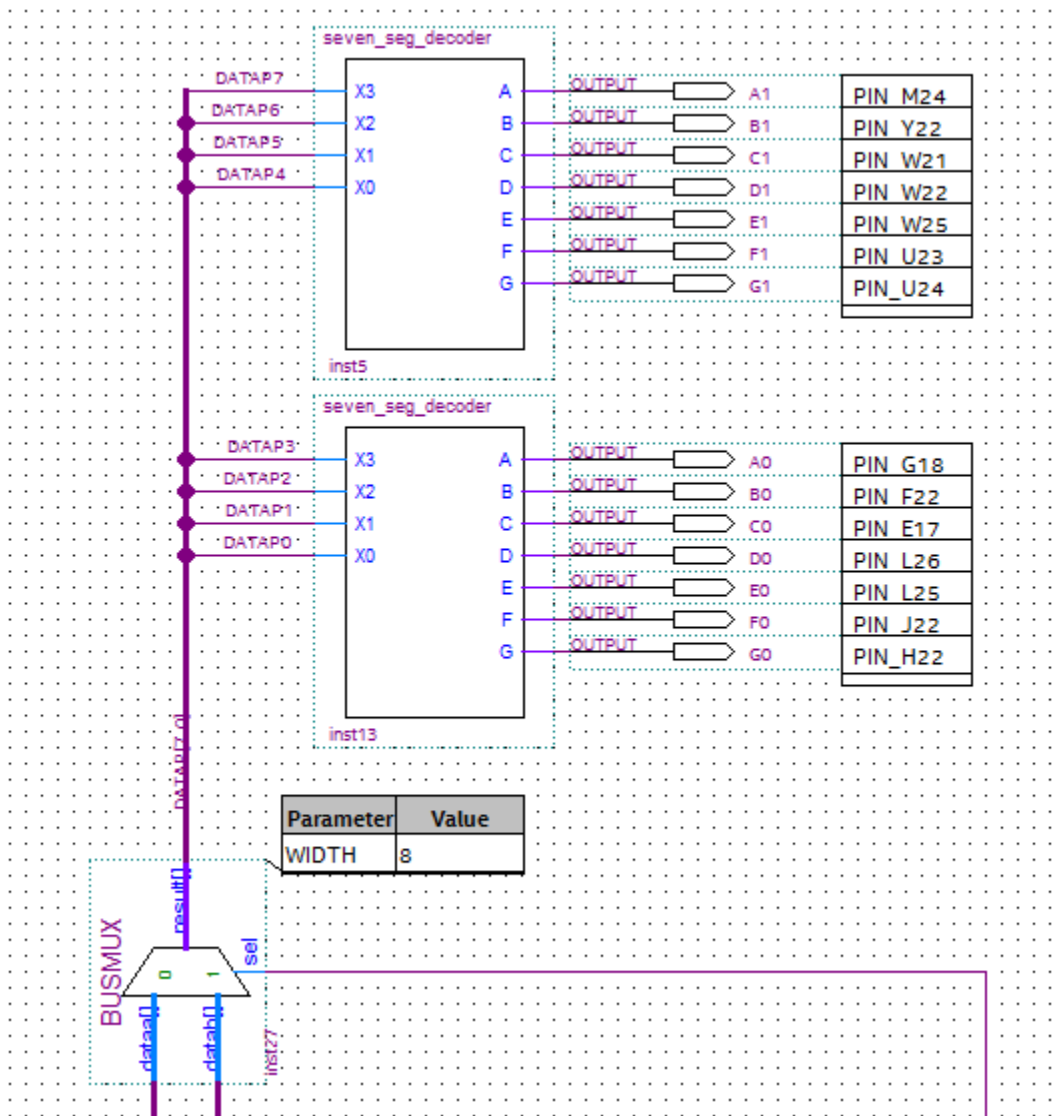 seven_seg_decoder
DATAP7 X3 A OUTPUT A1 PIN_M24
DATAP6 X2 B OUTPUT B1 PIN_Y22
DATAP5 X1 C OUTPUT C1 PIN_W21
DATAP4 X0 D OUTPUT D1 PIN_W22
E OUTPUT E1 PIN_W25
F OUTPUT F1 PIN_U23
G OUTPUT G1 PIN_U24
inst5
seven_seg_decoder
DATAP3 X3 A OUTPUT A0 PIN_G18
DATAP2 X2 B OUTPUT B0 PIN_F22
DATAP1 X1 C OUTPUT C0 PIN_E17
DATAP0 X0 D OUTPUT D0 PIN_L26
E OUTPUT E0 PIN_L25
F OUTPUT F0 PIN_J22
G OUTPUT G0 PIN_H22
inst13
DATAP[7..0]
Parameter Value
WIDTH 8
result[]
BUSMUX
0 1
sel
dataa[]
datab[]
inst27